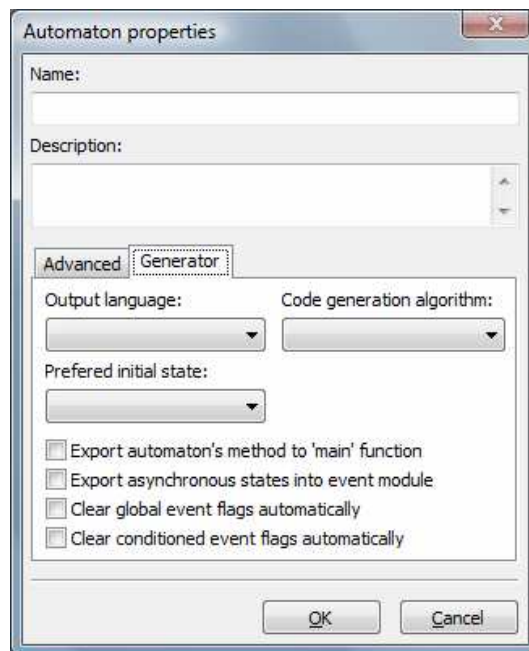 Automaton properties
Name:
Description:
Advanced Generator
Output language: Code generation algorithm:
Prefered initial state:
Export automaton's method to 'main' function
Export asynchronous states into event module
Clear global event flags automatically
Clear conditioned event flags automatically
OK Cancel